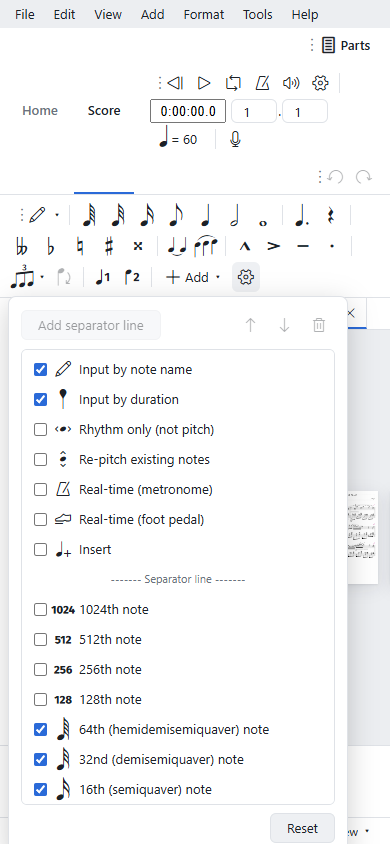 File Edit View Add Format Tools Help
Parts
Home Score 0:00:00.0 1 . 1
= 60
3 1 2 Add
Add separator line
Input by note name
Input by duration
Rhythm only (not pitch)
Re-pitch existing notes
Real-time (metronome)
Real-time (foot pedal)
Insert
------- Separator line -------
1024 1024th note
512 512th note
256 256th note
128 128th note
64th (hemidemisemiquaver) note
32nd (demisemiquaver) note
16th (semiquaver) note
Reset